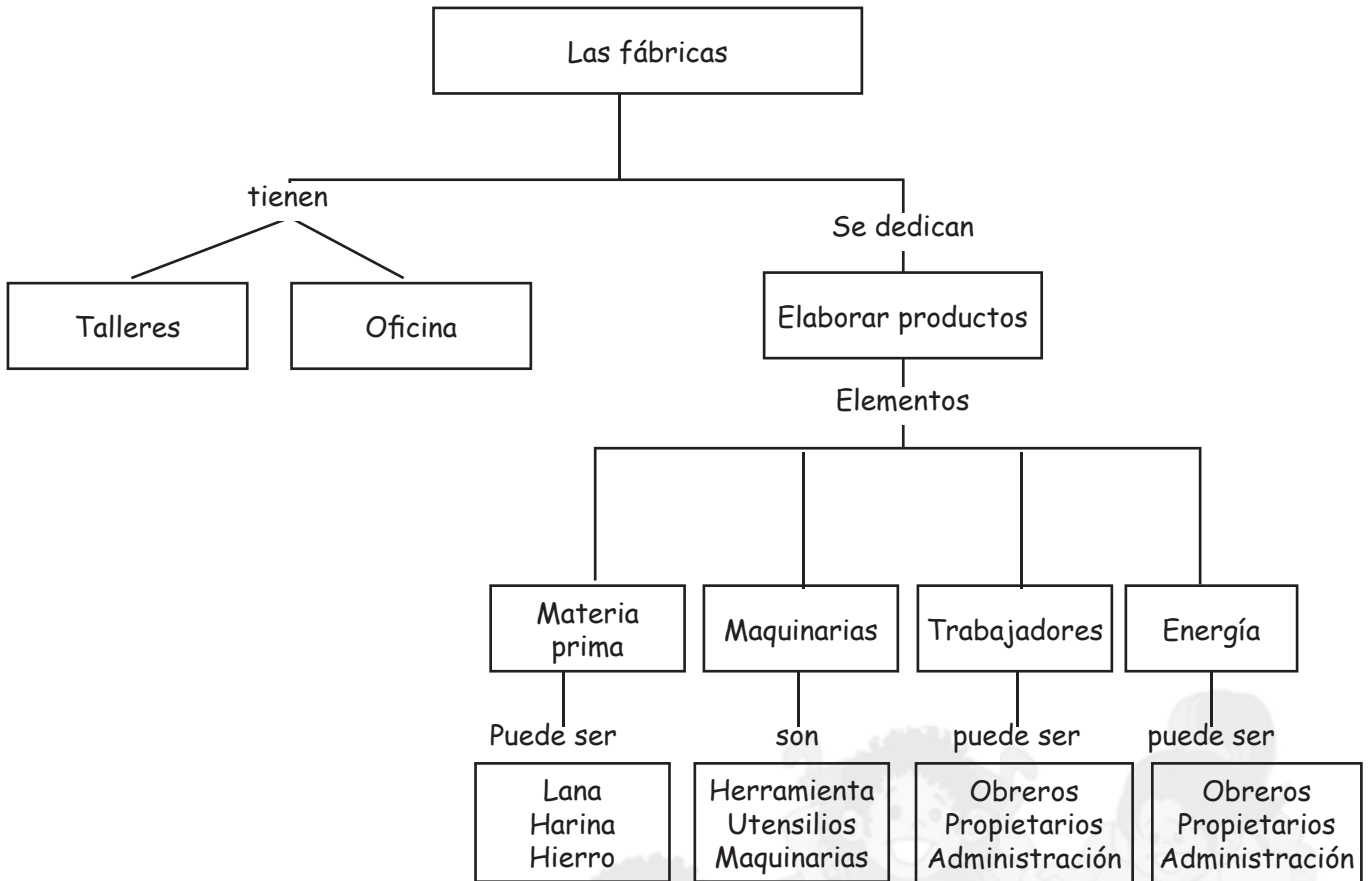 Las fábricas
tienen
Se dedican
Talleres
Oficina
Elaborar productos
Elementos
Materia
prima
Maquinarias
Trabajadores
Energía
Puede ser
son
puede ser
puede ser
Lana
Harina
Hierro
Herramienta
Utensilios
Maquinarias
Obreros
Propietarios
Administración
Obreros
Propietarios
Administración